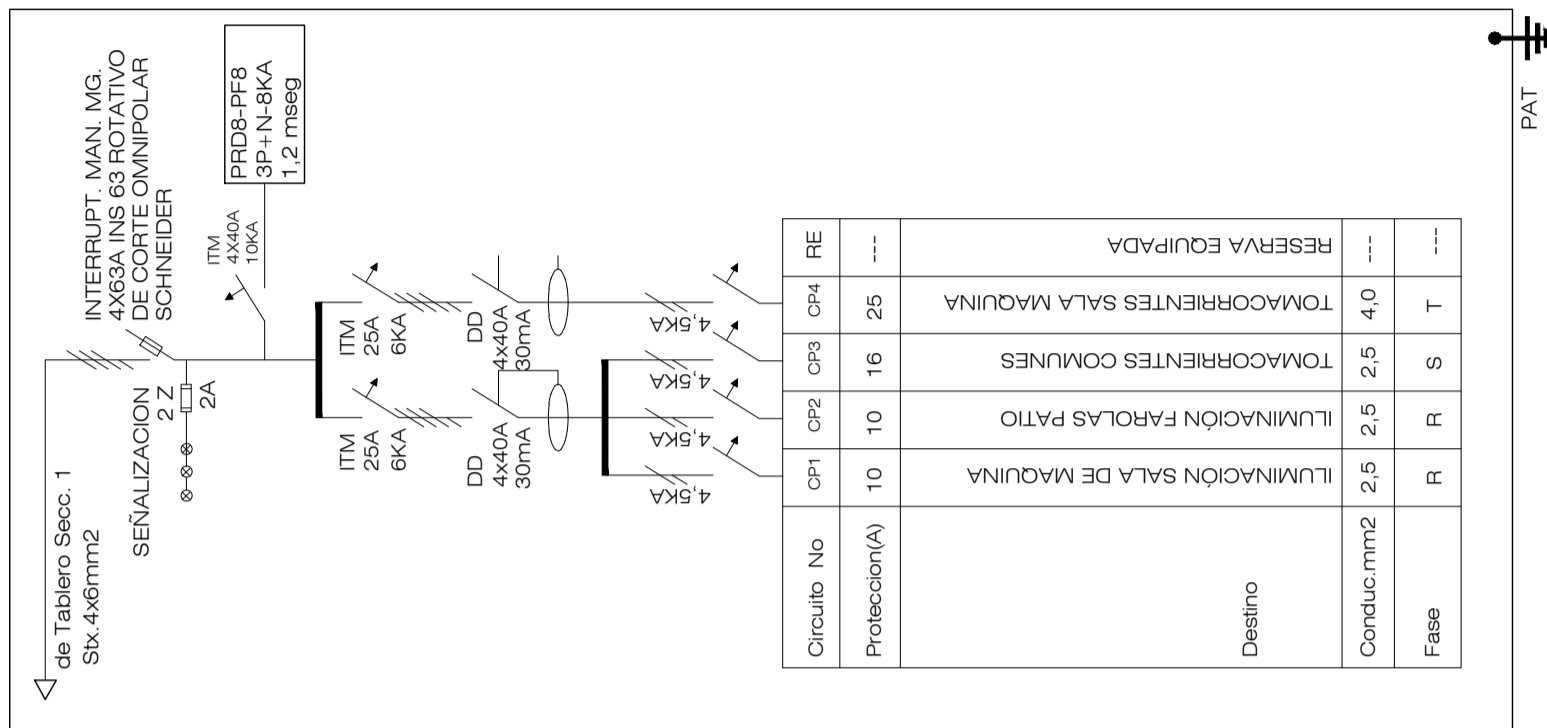 de Tablero Secc. 1
Stx.4x6mm2
SEÑALIZACION
2 Z
2A
INTERRUPT. MAN. MG.
4X63A INS 63 ROTATIVO
DE CORTE OMNIPOLAR
SCHNEIDER
ITM
4X40A
10KA
PRD8-PF8
3P+N-8KA
1,2 mseg
ITM
25A
6KA
ITM
25A
6KA
DD
4x40A
30mA
DD
4x40A
30mA
4,5KA
4,5KA
4,5KA
4,5KA
Circuito No CP1 CP2 CP3 CP4 RE
Proteccion(A) 10 10 16 25 ---
Destino
ILUMINACIÓN SALA DE MAQUINA
ILUMINACIÓN FAROLAS PATIO
TOMACORRIENTES COMUNES
TOMACORRIENTES SALA MAQUINA
RESERVA EQUIPADA
Conduc.mm2 2,5 2,5 2,5 4,0 ---
Fase R R S T ---
PAT